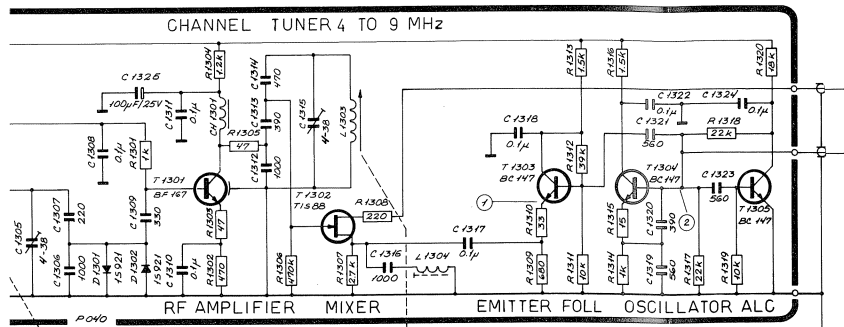 CHANNEL TUNER 4 TO 9 MHz
R1304
1.2k
C1314
470
R1313
1.5k
R1316
1.5k
R1320
18k
C1325
100µF/25V
C1311
0.1µ
CH1301
C1313
390
C1315
4-38
L1303
C1322
0.1µ
C1324
0.1µ
C1318
0.1µ
C1321
560
R1318
22k
C1308
0.1µ
R1301
1k
R1305
47
C1312
1000
R1312
39k
T1301
BF167
T1303
BC147
T1304
BC147
C1323
560
T1302
TIS88
R1308
220
T1305
BC147
1
2
C1305
4-38
C1307
220
C1309
330
R1303
47
R1310
33
R1315
15
C1320
390
C1317
0.1µ
C1306
1000
D1301
1S921
D1302
1S921
C1310
0.1µ
R1302
470
R1306
470k
R1307
27k
C1316
1000
L1304
R1309
680
R1311
10k
R1314
1k
C1319
560
R1317
22k
R1319
10k
RF AMPLIFIER MIXER EMITTER FOLL OSCILLATOR ALC
P040